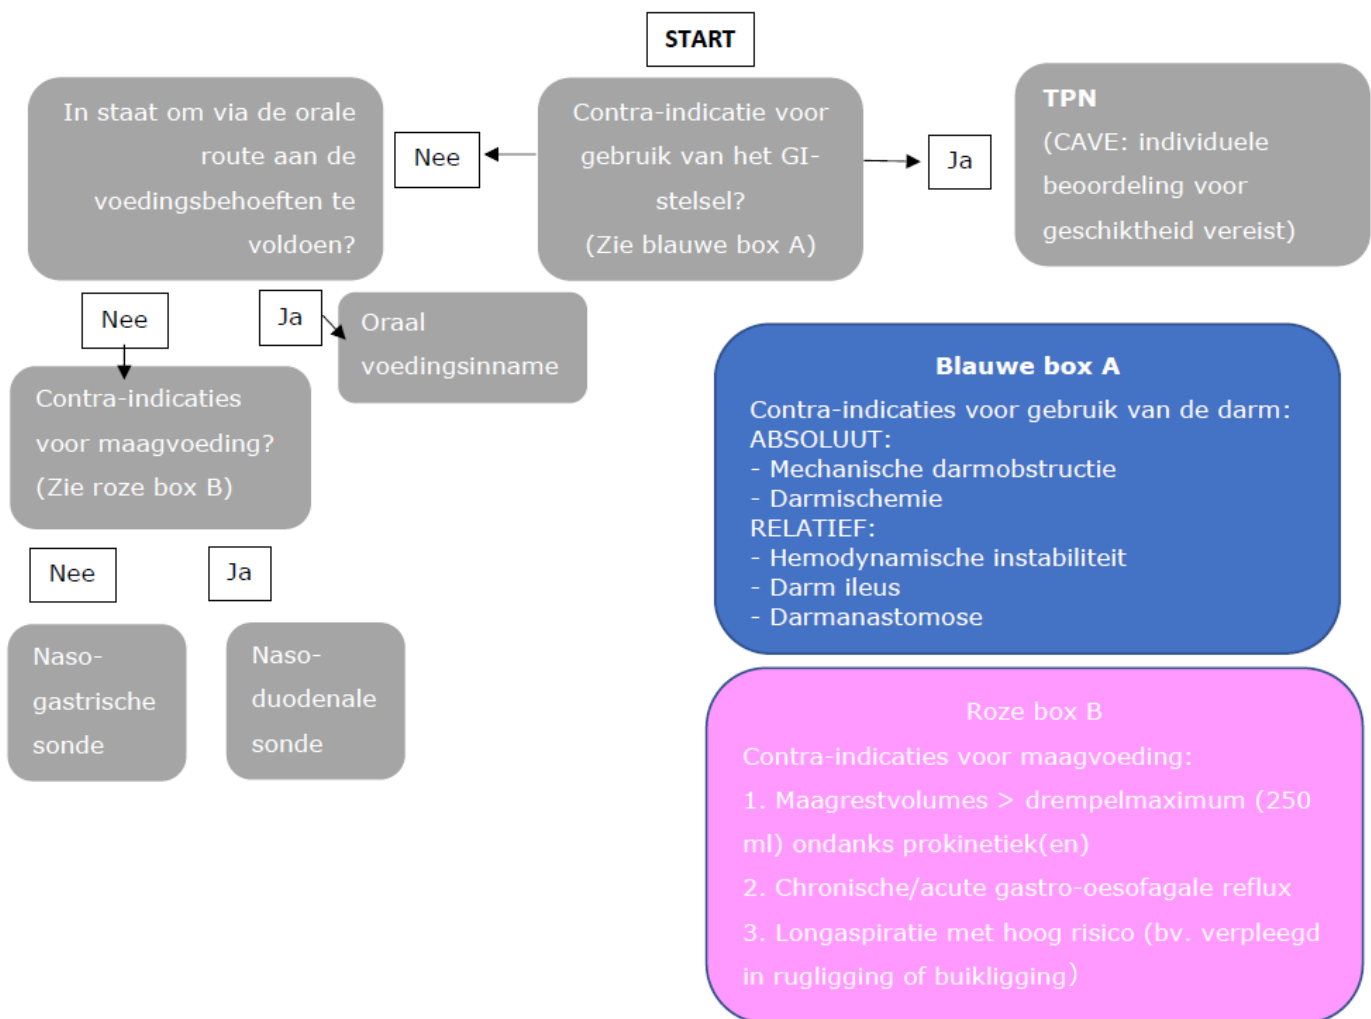 START
In staat om via de orale
route aan de
voedingsbehoeften te
voldoen?
Nee
Contra-indicatie voor
gebruik van het GI-
stelsel?
(Zie blauwe box A)
Ja
TPN
(CAVE: individuele
beoordeling voor
geschiktheid vereist)
Nee
Ja
Oraal
voedingsinname
Contra-indicaties
voor maagvoeding?
(Zie roze box B)
Nee
Ja
Naso-
gastrische
sonde
Naso-
duodenale
sonde
Blauwe box A
Contra-indicaties voor gebruik van de darm:
ABSOLUUT:
- Mechanische darmobstructie
- Darmischemie
RELATIEF:
- Hemodynamische instabiliteit
- Darm ileus
- Darmanastomose
Roze box B
Contra-indicaties voor maagvoeding:
1. Maagrestvolumes > drempelmaximum (250
ml) ondanks prokinetiek(en)
2. Chronische/acute gastro-oesofagale reflux
3. Longaspiratie met hoog risico (bv. verpleegd
in rugligging of buikligging)